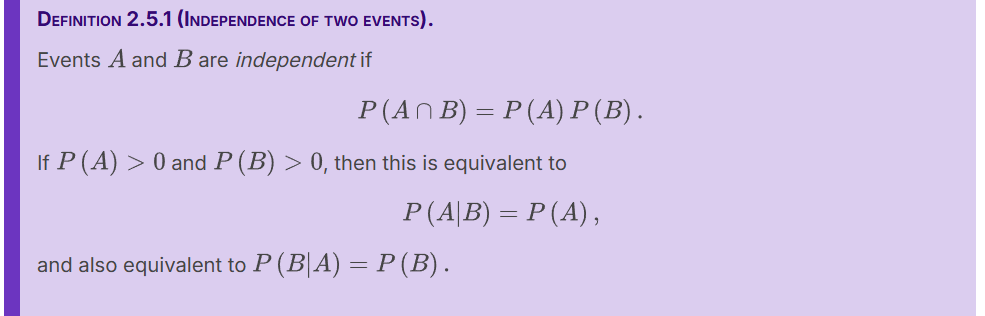 DEFINITION 2.5.1 (INDEPENDENCE OF TWO EVENTS).
Events A and B are independent if
P (A ∩ B) = P (A) P (B) .
If P (A) > 0 and P (B) > 0, then this is equivalent to
P (A|B) = P (A) ,
and also equivalent to P (B|A) = P (B) .